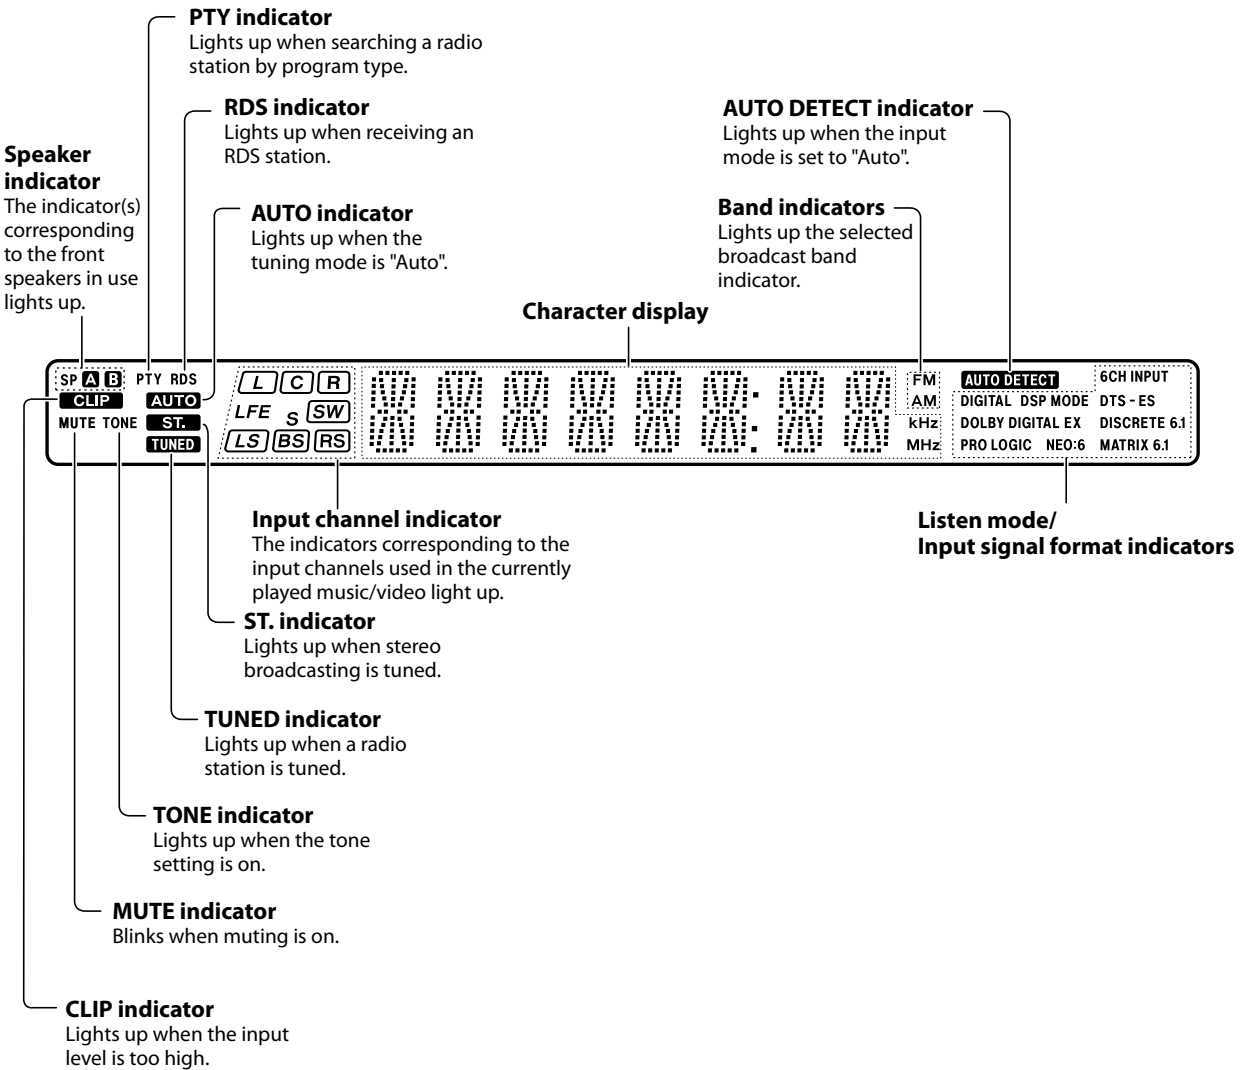 PTY indicator
Lights up when searching a radio
station by program type.
RDS indicator
Lights up when receiving an
RDS station.
AUTO DETECT indicator
Lights up when the input
mode is set to "Auto".
Speaker
indicator
The indicator(s)
corresponding
to the front
speakers in use
lights up.
AUTO indicator
Lights up when the
tuning mode is "Auto".
Band indicators
Lights up the selected
broadcast band
indicator.
Character display
SP A B PTY RDS
CLIP AUTO
MUTE TONE ST.
TUNED
L C R
LFE S SW
LS BS RS
FM
AM
kHz
MHz
AUTO DETECT 6CH INPUT
DIGITAL DSP MODE DTS - ES
DOLBY DIGITAL EX DISCRETE 6.1
PRO LOGIC NEO:6 MATRIX 6.1
Input channel indicator
The indicators corresponding to the
input channels used in the currently
played music/video light up.
Listen mode/
Input signal format indicators
ST. indicator
Lights up when stereo
broadcasting is tuned.
TUNED indicator
Lights up when a radio
station is tuned.
TONE indicator
Lights up when the tone
setting is on.
MUTE indicator
Blinks when muting is on.
CLIP indicator
Lights up when the input
level is too high.